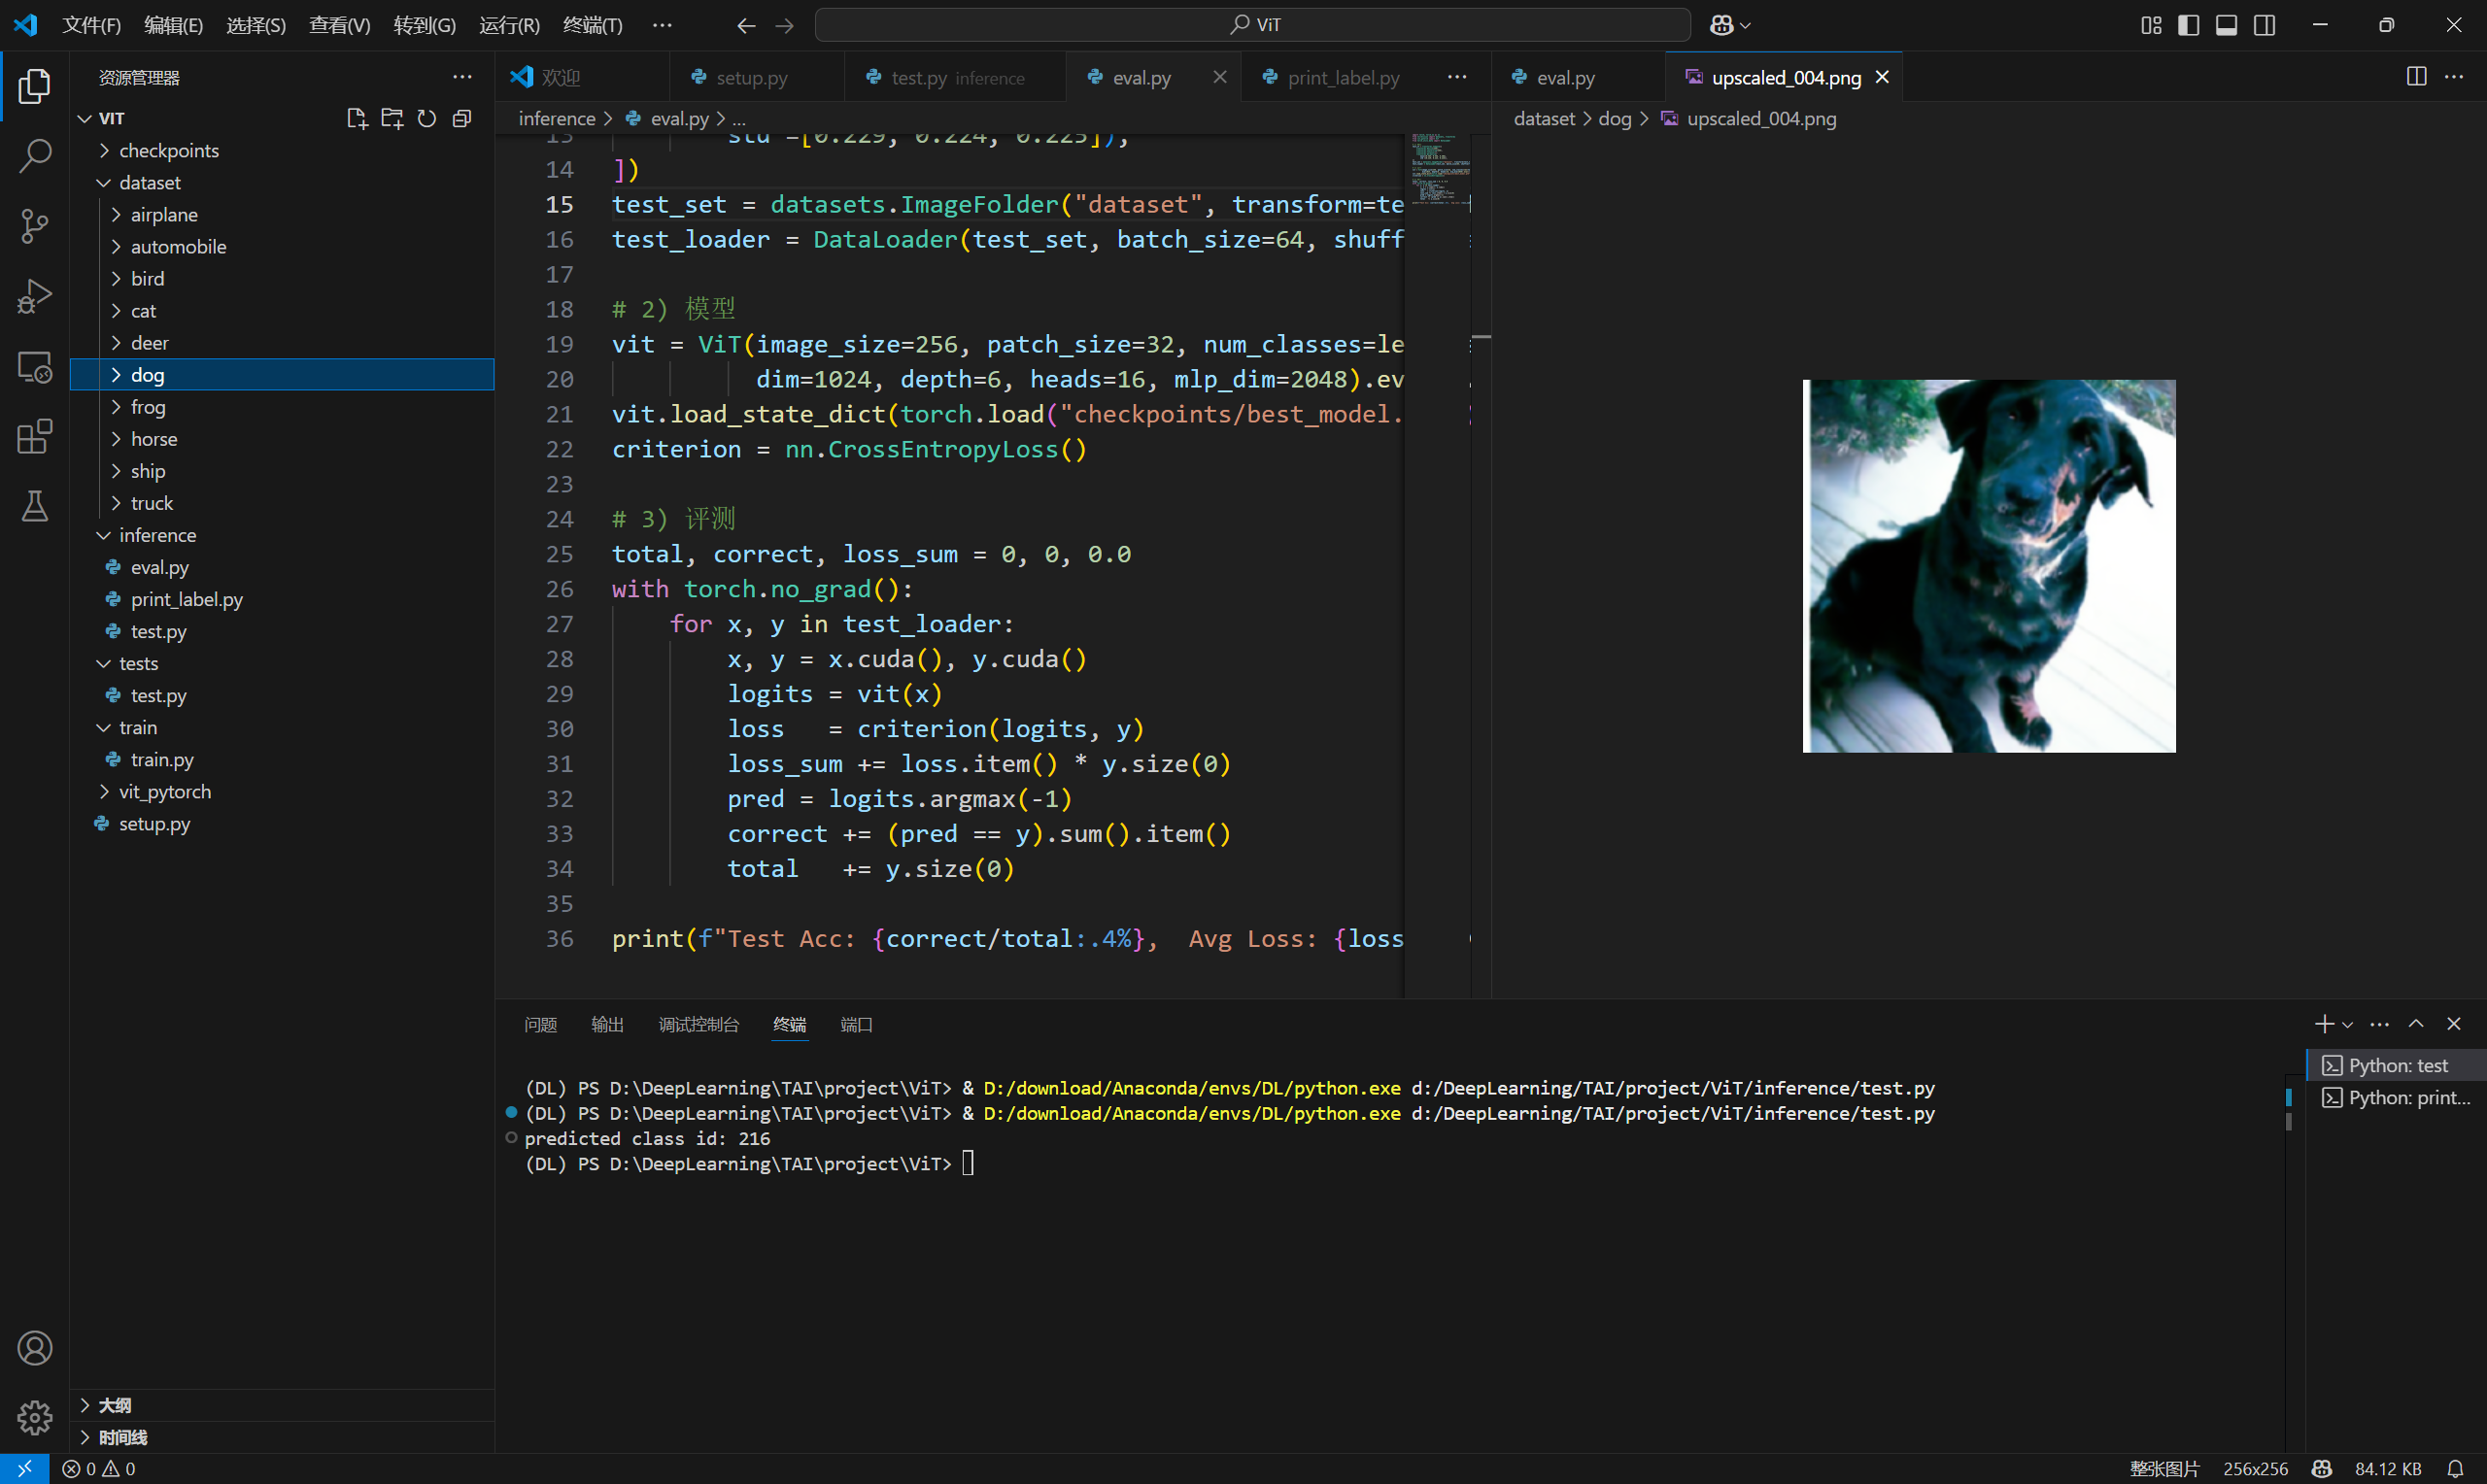 文件(F) 编辑(E) 选择(S) 查看(V) 转到(G) 运行(R) 终端(T) ··· ViT
资源管理器 ···
VIT
checkpoints
dataset
airplane
automobile
bird
cat
deer
dog
frog
horse
ship
truck
inference
eval.py
print_label.py
test.py
tests
test.py
train
train.py
vit_pytorch
setup.py
大纲
时间线
欢迎 setup.py test.py inference eval.py print_label.py ···
inference > eval.py > ...
13 std =[0.229, 0.224, 0.225]),
14 ])
15 test_set = datasets.ImageFolder("dataset", transform=te
16 test_loader = DataLoader(test_set, batch_size=64, shuff
17
18 # 2) 模型
19 vit = ViT(image_size=256, patch_size=32, num_classes=le
20 dim=1024, depth=6, heads=16, mlp_dim=2048).ev
21 vit.load_state_dict(torch.load("checkpoints/best_model.
22 criterion = nn.CrossEntropyLoss()
23
24 # 3) 评测
25 total, correct, loss_sum = 0, 0, 0.0
26 with torch.no_grad():
27 for x, y in test_loader:
28 x, y = x.cuda(), y.cuda()
29 logits = vit(x)
30 loss = criterion(logits, y)
31 loss_sum += loss.item() * y.size(0)
32 pred = logits.argmax(-1)
33 correct += (pred == y).sum().item()
34 total += y.size(0)
35
36 print(f"Test Acc: {correct/total:.4%}, Avg Loss: {loss
eval.py upscaled_004.png ···
dataset > dog > upscaled_004.png
问题 输出 调试控制台 终端 端口 ···
(DL) PS D:\DeepLearning\TAI\project\ViT> & D:/download/Anaconda/envs/DL/python.exe d:/DeepLearning/TAI/project/ViT/inference/test.py
(DL) PS D:\DeepLearning\TAI\project\ViT> & D:/download/Anaconda/envs/DL/python.exe d:/DeepLearning/TAI/project/ViT/inference/test.py
predicted class id: 216
(DL) PS D:\DeepLearning\TAI\project\ViT>
Python: test
Python: print...
0 0 整张图片 256x256 84.12 KB